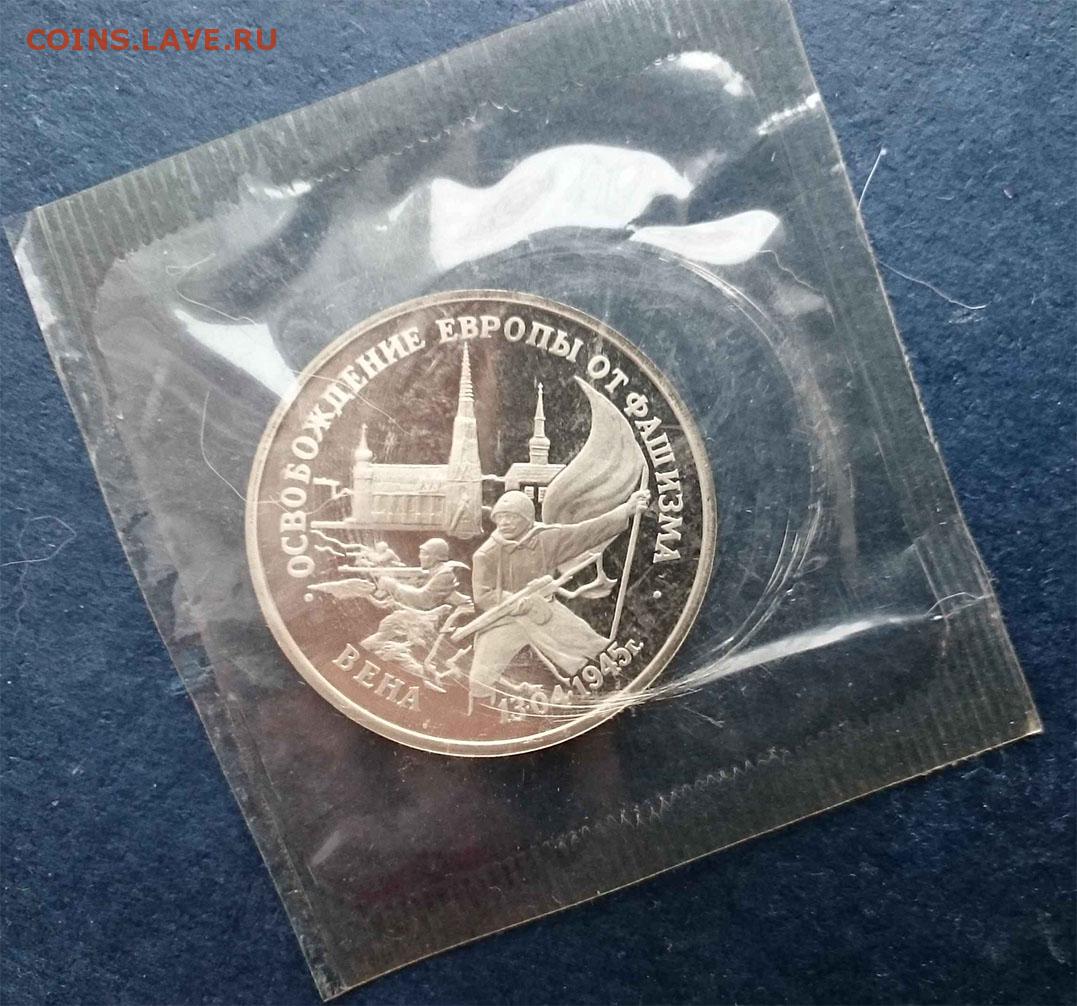 COINS.LAVE.RU
· ОСВОБОЖДЕНИЕ ЕВРОПЫ ОТ ФАШИЗМА ·
ВЕНА
13·04·1945г.